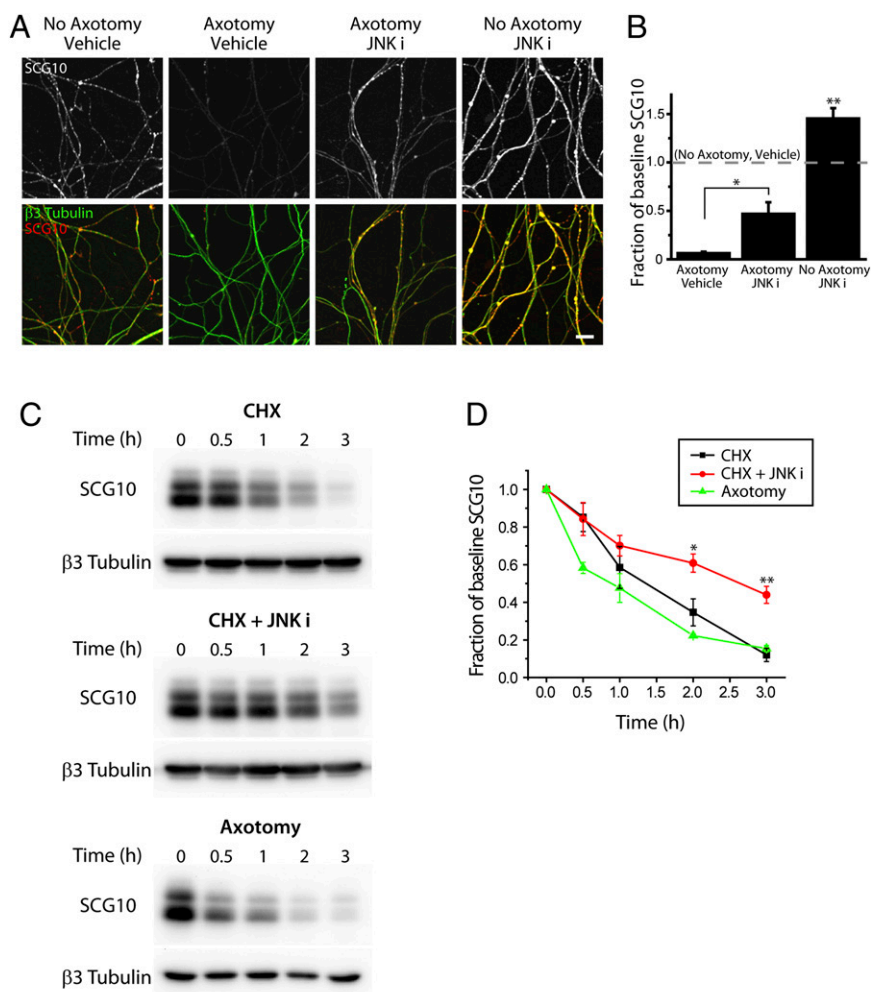 A
No Axotomy
Vehicle
Axotomy
Vehicle
Axotomy
JNK i
No Axotomy
JNK i
SCG10
β3 Tubulin
SCG10
B
Fraction of baseline SCG10
1.5
1.0
0.5
0
(No Axotomy, Vehicle)
*
**
Axotomy
Vehicle
Axotomy
JNK i
No Axotomy
JNK i
C
CHX
Time (h) 0 0.5 1 2 3
SCG10
β3 Tubulin
CHX + JNK i
Time (h) 0 0.5 1 2 3
SCG10
β3 Tubulin
Axotomy
Time (h) 0 0.5 1 2 3
SCG10
β3 Tubulin
D
CHX
CHX + JNK i
Axotomy
Fraction of baseline SCG10
1.0
0.8
0.6
0.4
0.2
0.0
*
**
0.0 0.5 1.0 1.5 2.0 2.5 3.0
Time (h)